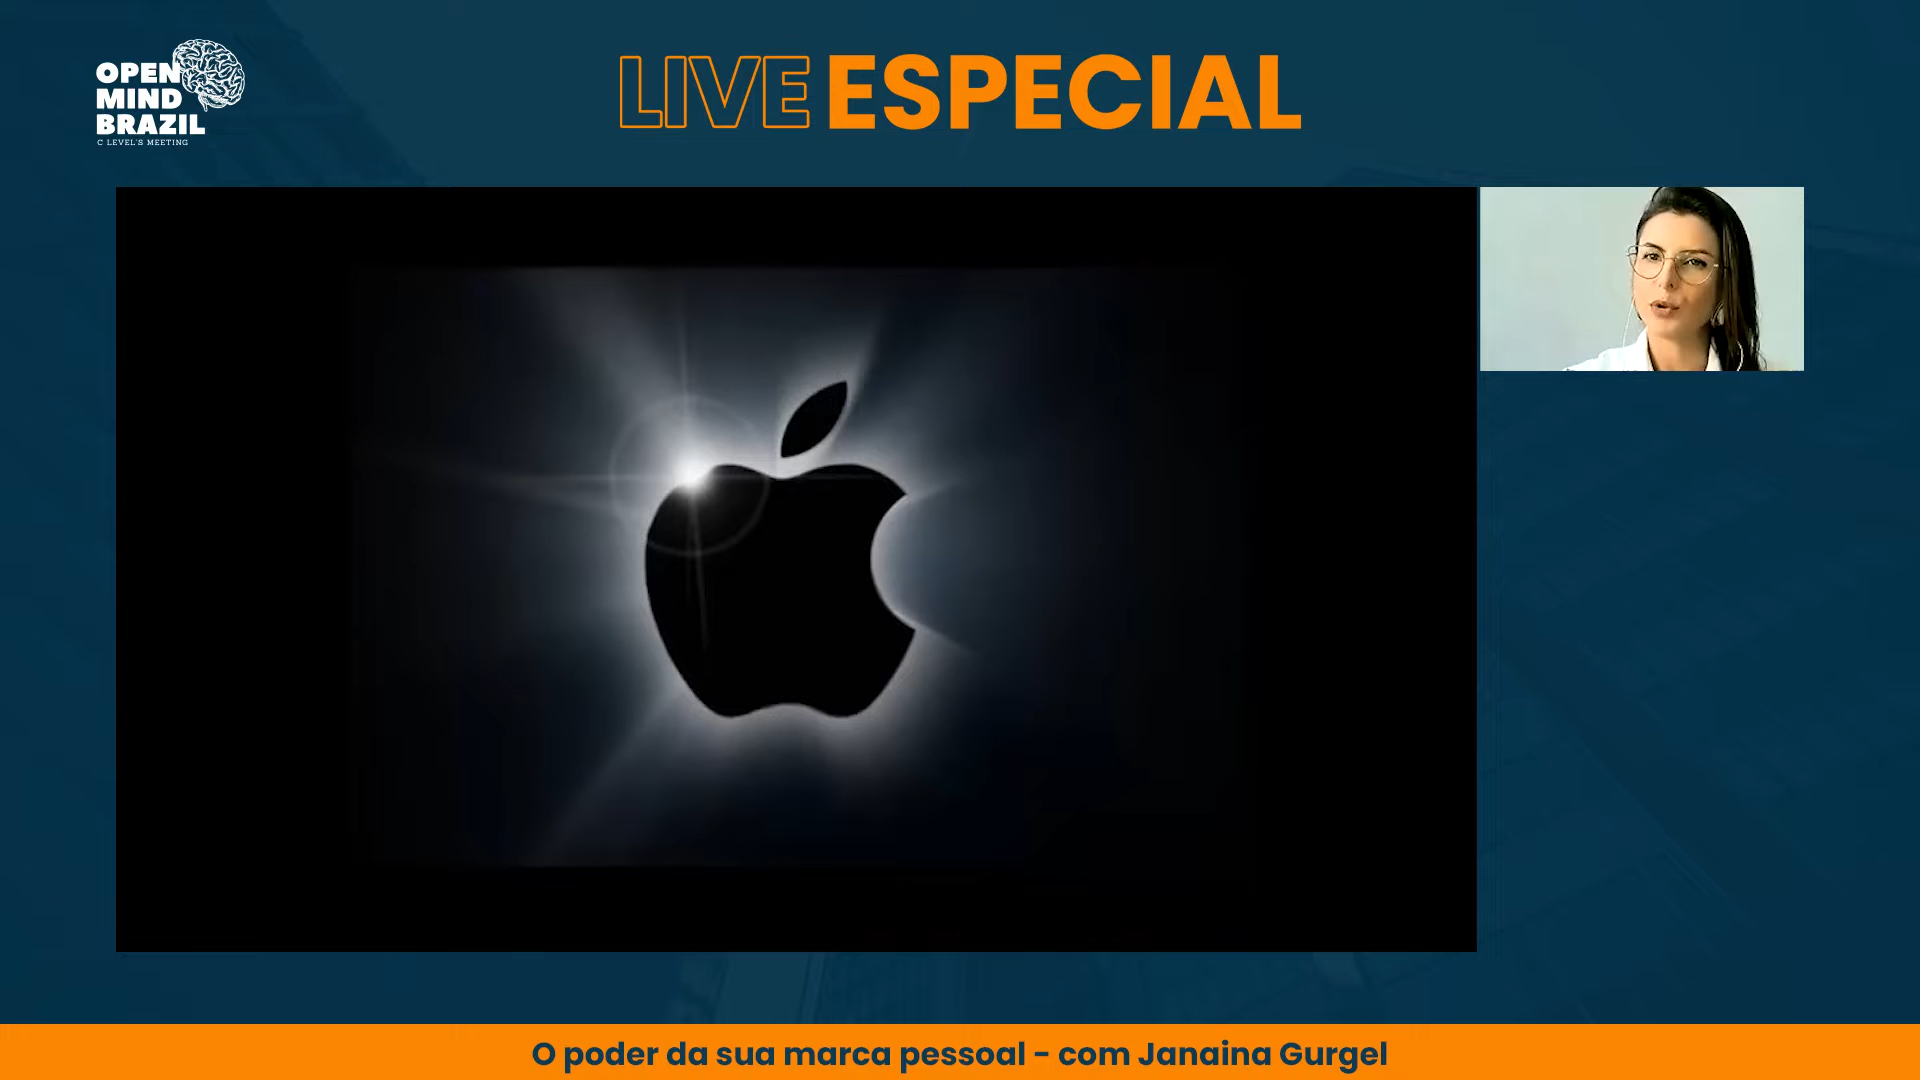 OPEN
MIND
BRAZIL
C LEVEL'S MEETING
LIVE ESPECIAL
O poder da sua marca pessoal - com Janaina Gurgel